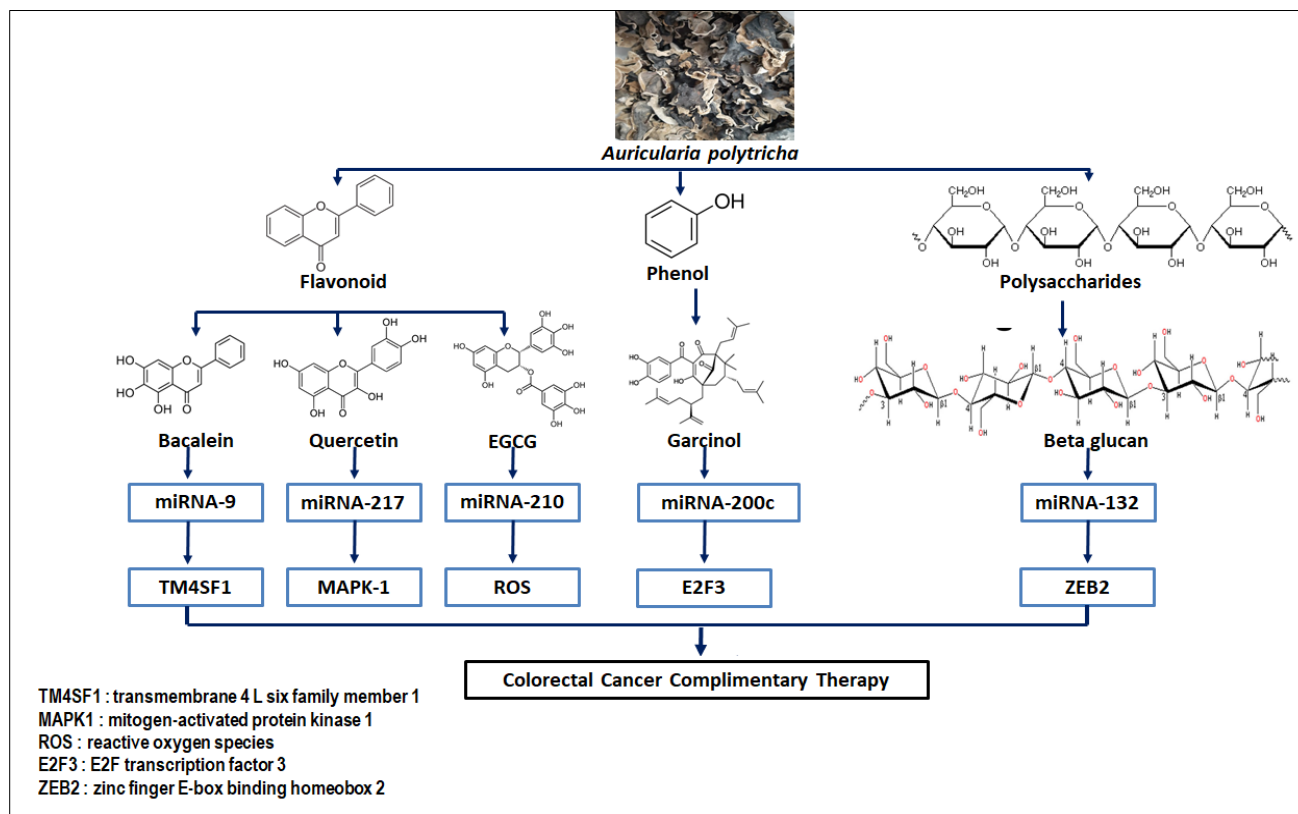 Auricularia polytricha
Flavonoid
Phenol
Polysaccharides
Bacalein
Quercetin
EGCG
Garcinol
Beta glucan
miRNA-9
miRNA-217
miRNA-210
miRNA-200c
miRNA-132
TM4SF1
MAPK-1
ROS
E2F3
ZEB2
Colorectal Cancer Complimentary Therapy
TM4SF1 : transmembrane 4 L six family member 1
MAPK1 : mitogen-activated protein kinase 1
ROS : reactive oxygen species
E2F3 : E2F transcription factor 3
ZEB2 : zinc finger E-box binding homeobox 2